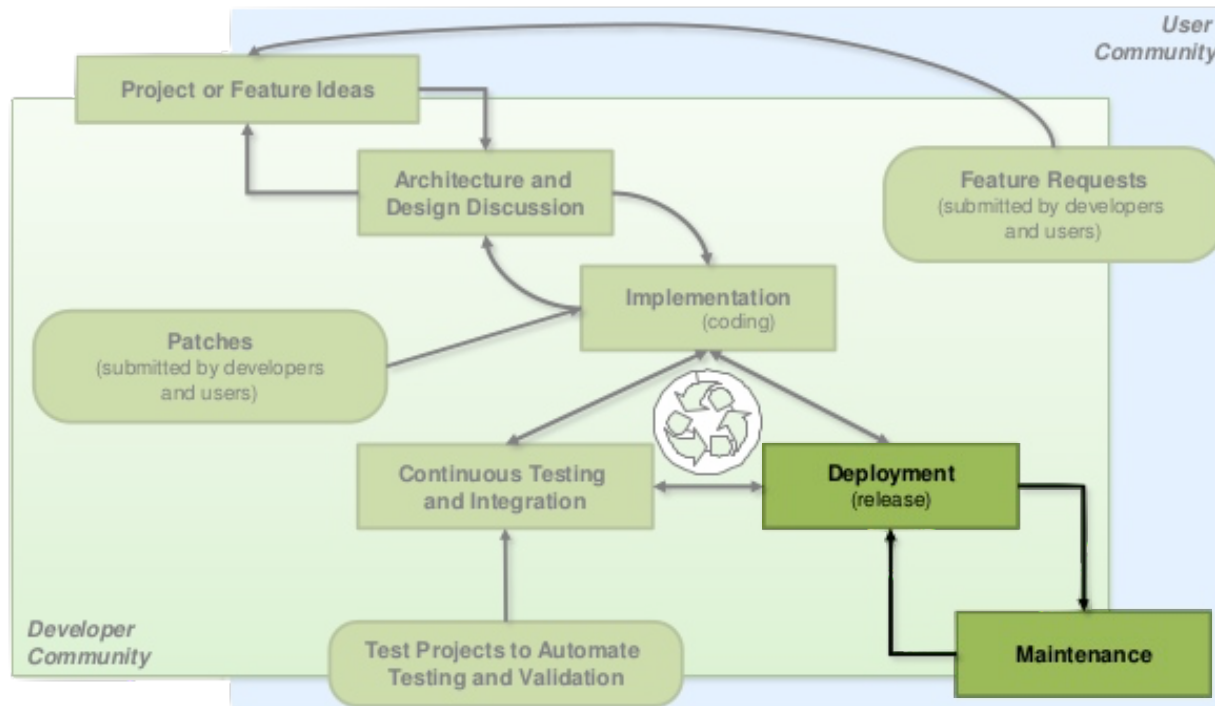 User
Community
Project or Feature Ideas
Architecture and
Design Discussion
Feature Requests
(submitted by developers
and users)
Implementation
(coding)
Patches
(submitted by developers
and users)
Continuous Testing
and Integration
Deployment
(release)
Developer
Community
Test Projects to Automate
Testing and Validation
Maintenance